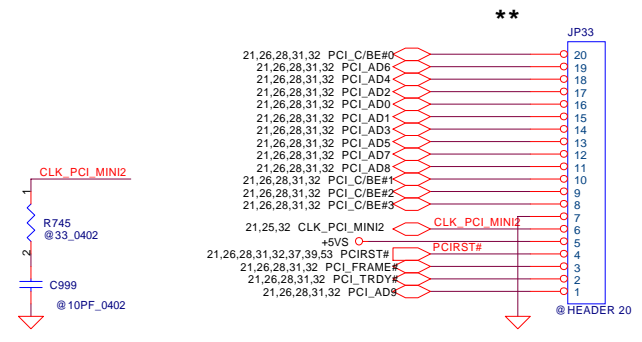 **
JP33
21,26,28,31,32 PCI_C/BE#0 20
21,26,28,31,32 PCI_AD6 19
21,26,28,31,32 PCI_AD4 18
21,26,28,31,32 PCI_AD2 17
21,26,28,31,32 PCI_AD0 16
21,26,28,31,32 PCI_AD1 15
21,26,28,31,32 PCI_AD3 14
21,26,28,31,32 PCI_AD5 13
21,26,28,31,32 PCI_AD7 12
21,26,28,31,32 PCI_AD8 11
21,26,28,31,32 PCI_C/BE#1 10
21,26,28,31,32 PCI_C/BE#2 9
21,26,28,31,32 PCI_C/BE#3 8
7
21,25,32 CLK_PCI_MINI2 CLK_PCI_MINI2 6
+5VS 5
21,26,28,31,32,37,39,53 PCIRST# PCIRST# 4
21,26,28,31,32 PCI_FRAME# 3
21,26,28,31,32 PCI_TRDY# 2
21,26,28,31,32 PCI_AD9 1
@HEADER 20
CLK_PCI_MINI2
1
R745
@33_0402
2
C999
@10PF_0402